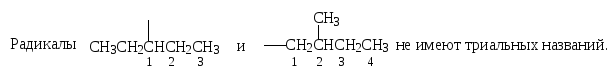 CH₃
Радикалы CH₃CH₂CHCH₂CH₃ и CH₂CHCH₂CH₃ не имеют триальных названий.
1 2 3 1 2 3 4